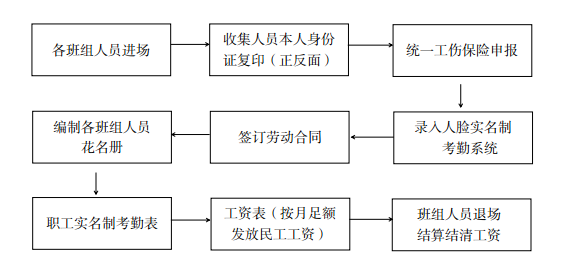 各班组人员进场
收集人员本人身份
证复印（正反面）
统一工伤保险申报
录入人脸实名制
考勤系统
签订劳动合同
编制各班组人员
花名册
职工实名制考勤表
工资表（按月足额
发放民工工资）
班组人员退场
结算结清工资